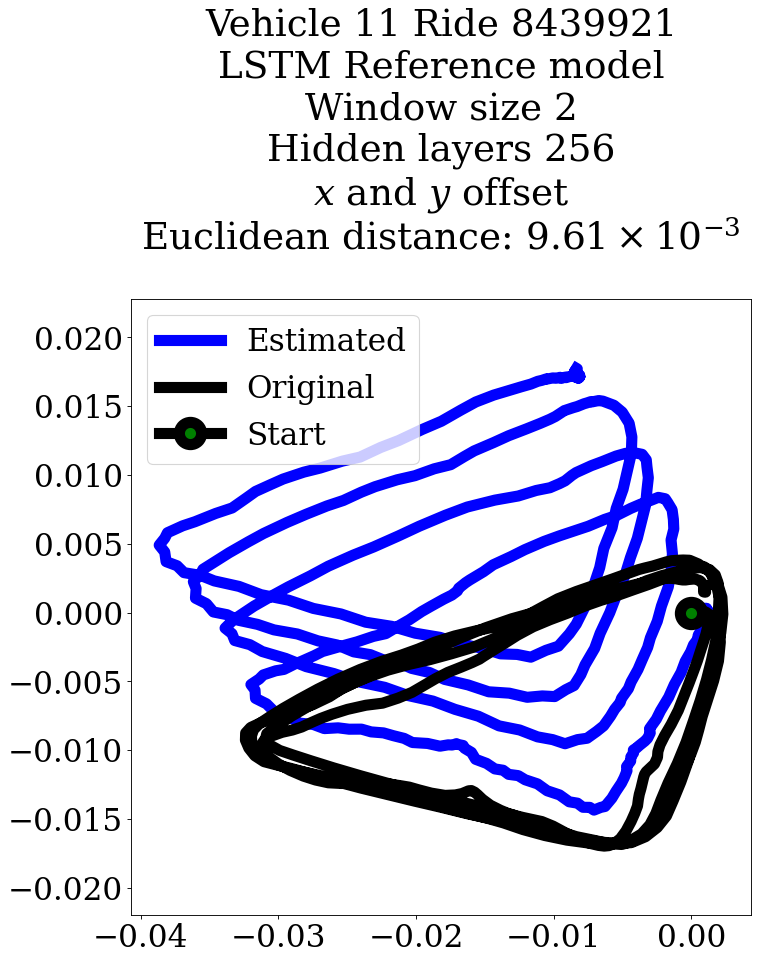 Vehicle 11 Ride 8439921
LSTM Reference model
Window size 2
Hidden layers 256
x and y offset
Euclidean distance: 9.61 × 10⁻³
Estimated
Original
Start
0.020
0.015
0.010
0.005
0.000
−0.005
−0.010
−0.015
−0.020
−0.04 −0.03 −0.02 −0.01 0.00